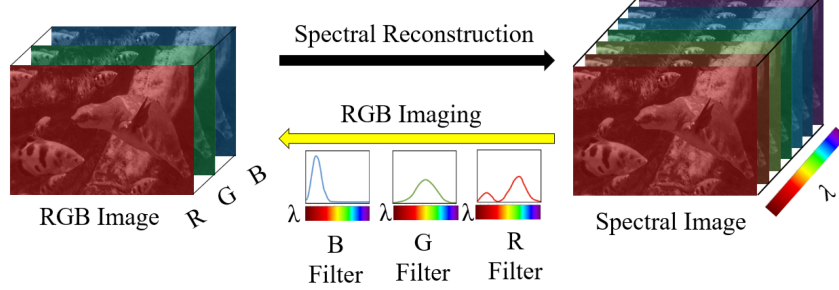 Spectral Reconstruction
RGB Imaging
RGB Image
R G B
λ λ λ
B G R
Filter Filter Filter
Spectral Image
λ